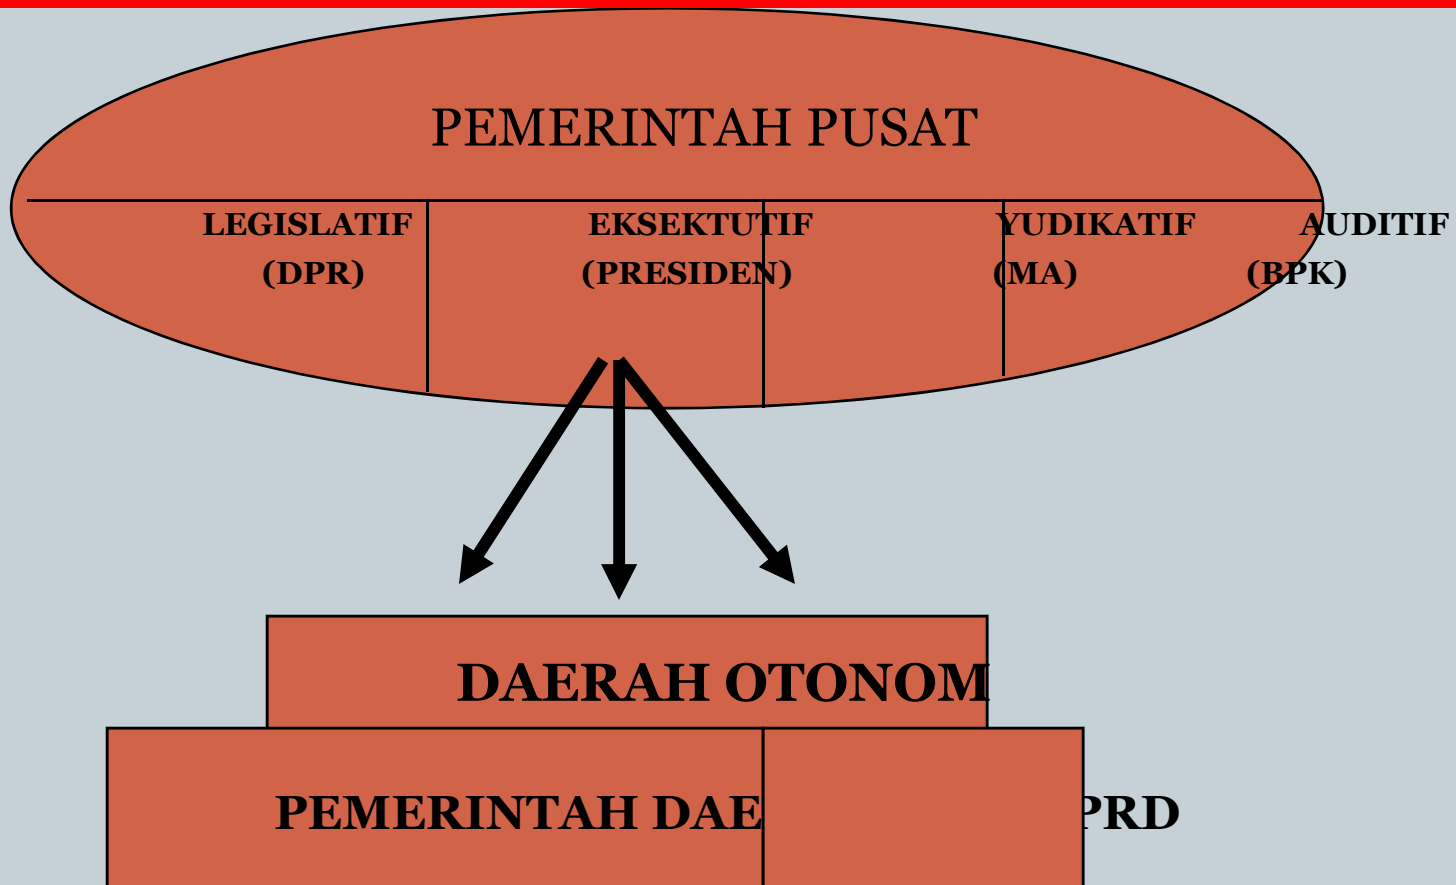 PEMERINTAH PUSAT
LEGISLATIF EKSEKTUTIF YUDIKATIF AUDITIF
(DPR) (PRESIDEN) (MA) (BPK)
DAERAH OTONOM
PEMERINTAH DAE PRD